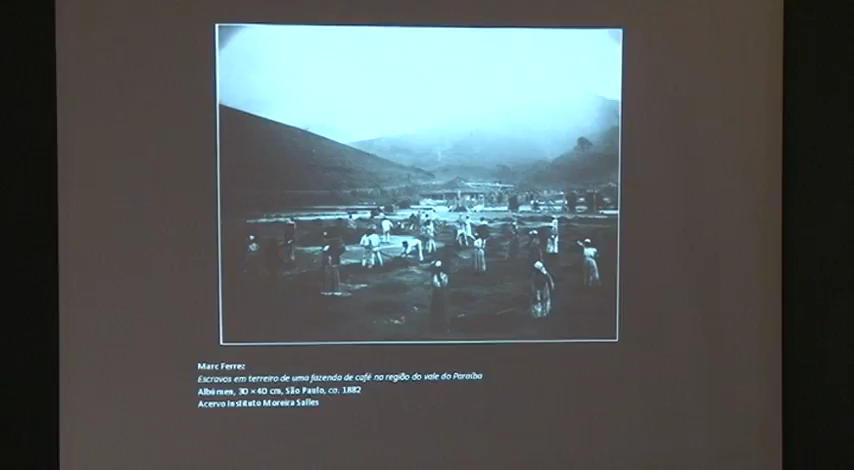 Marc Ferrez
Escravos em terreiro de uma fazenda de café na região do vale do Paraíba
Albúmen, 30 × 40 cm, São Paulo, ca. 1882
Acervo Instituto Moreira Salles